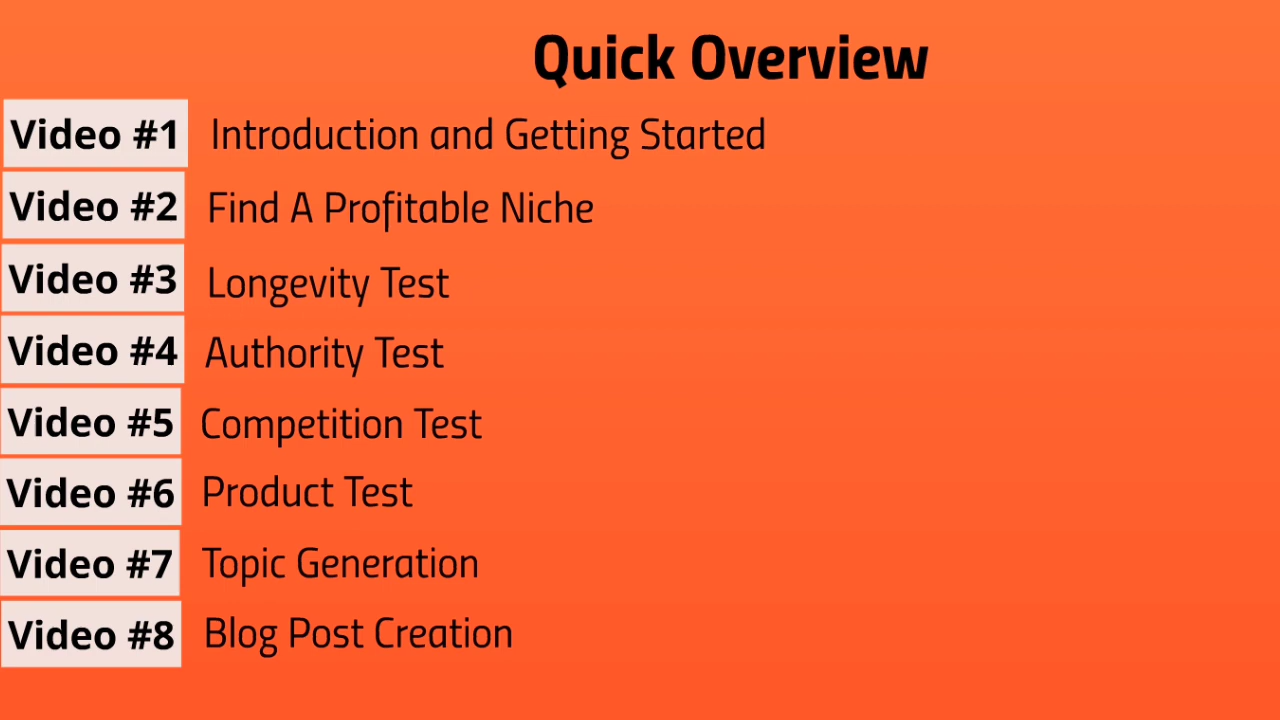 Quick Overview
Video #1 Introduction and Getting Started
Video #2 Find A Profitable Niche
Video #3 Longevity Test
Video #4 Authority Test
Video #5 Competition Test
Video #6 Product Test
Video #7 Topic Generation
Video #8 Blog Post Creation